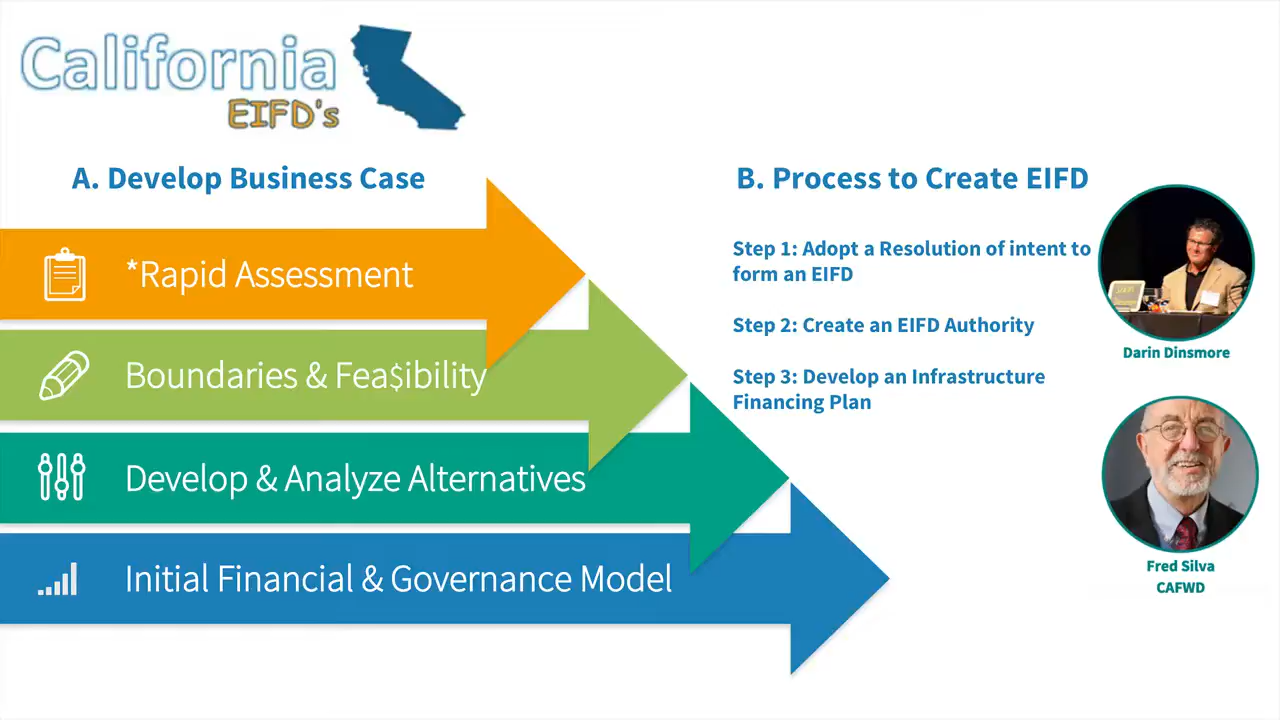 California
EIFD's
A. Develop Business Case
*Rapid Assessment
Boundaries & Fea$ibility
Develop & Analyze Alternatives
Initial Financial & Governance Model
B. Process to Create EIFD
Step 1: Adopt a Resolution of intent to
form an EIFD
Step 2: Create an EIFD Authority
Step 3: Develop an Infrastructure
Financing Plan
Darin Dinsmore
Fred Silva
CAFWD